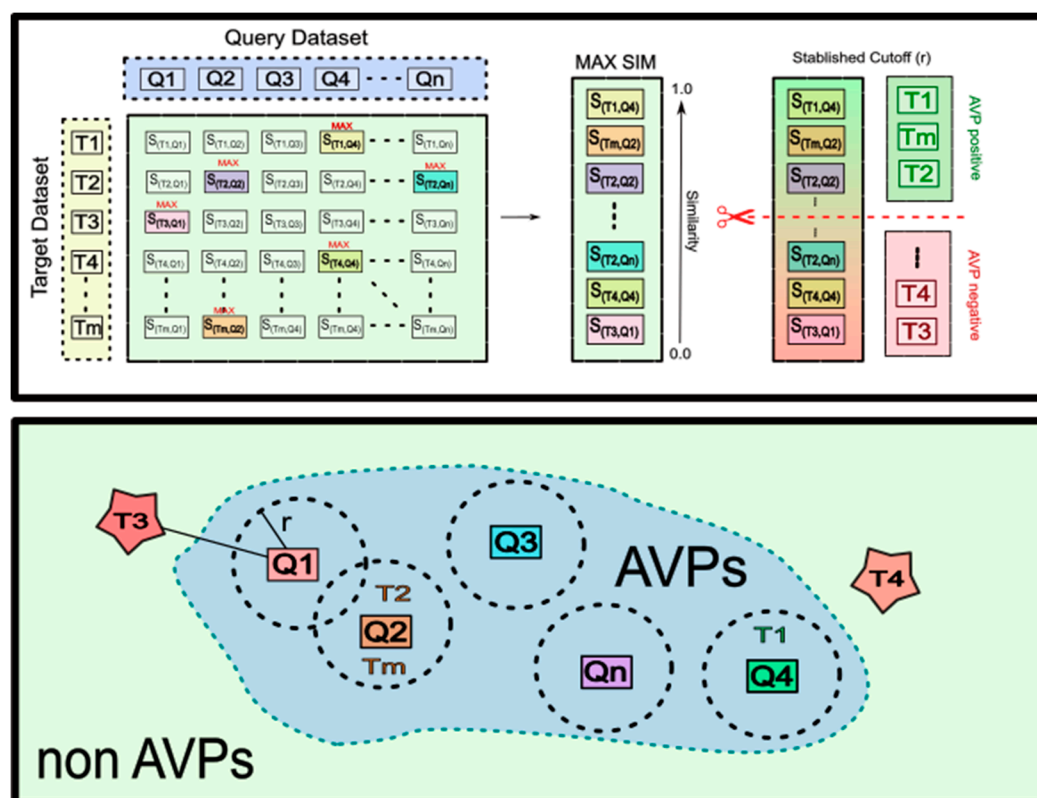 Query Dataset
Q1 Q2 Q3 Q4 Qn
Target Dataset
T1
T2
T3
T4
Tm
MAX
S(T1,Q1) S(T1,Q2) S(T1,Q3) S(T1,Q4) S(T1,Qn)
MAX MAX
S(T2,Q1) S(T2,Q2) S(T2,Q3) S(T2,Q4) S(T2,Qn)
MAX
S(T3,Q1) S(T3,Q2) S(T3,Q3) S(T3,Q4) S(T3,Qn)
MAX
S(T4,Q1) S(T4,Q2) S(T4,Q3) S(T4,Q4) S(T4,Qn)
MAX
S(Tm,Q1) S(Tm,Q2) S(Tm,Q4) S(Tm,Q4) S(Tm,Qn)
MAX SIM
S(T1,Q4)
S(Tm,Q2)
S(T2,Q2)
S(T2,Qn)
S(T4,Q4)
S(T3,Q1)
1.0
Similarity
0.0
Stablished Cutoff (r)
S(T1,Q4)
S(Tm,Q2)
S(T2,Q2)
S(T2,Qn)
S(T4,Q4)
S(T3,Q1)
T1
Tm
T2
AVP positive
T4
T3
AVP negative
T3
r
Q1
T2
Q2
Tm
Q3
AVPs
Qn
T1
Q4
T4
non AVPs